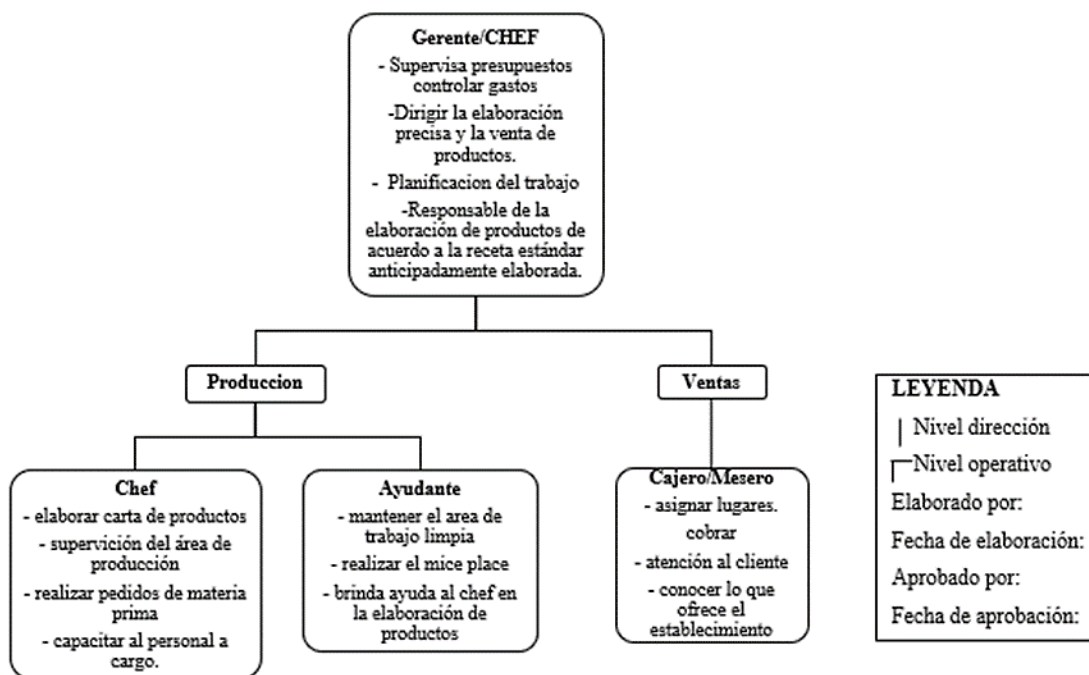 Gerente/CHEF
- Supervisa presupuestos
controlar gastos
-Dirigir la elaboración
precisa y la venta de
productos.
- Planificacion del trabajo
-Responsable de la
elaboración de productos de
acuerdo a la receta estándar
anticipadamente elaborada.
Produccion
Ventas
Chef
- elaborar carta de productos
- supervición del área de
producción
- realizar pedidos de materia
prima
- capacitar al personal a
cargo.
Ayudante
- mantener el area de
trabajo limpia
- realizar el mice place
- brinda ayuda al chef en
la elaboración de
productos
Cajero/Mesero
- asignar lugares.
cobrar
- atención al cliente
- conocer lo que
ofrece el
establecimiento
LEYENDA
Nivel dirección
Nivel operativo
Elaborado por:
Fecha de elaboración:
Aprobado por:
Fecha de aprobación: